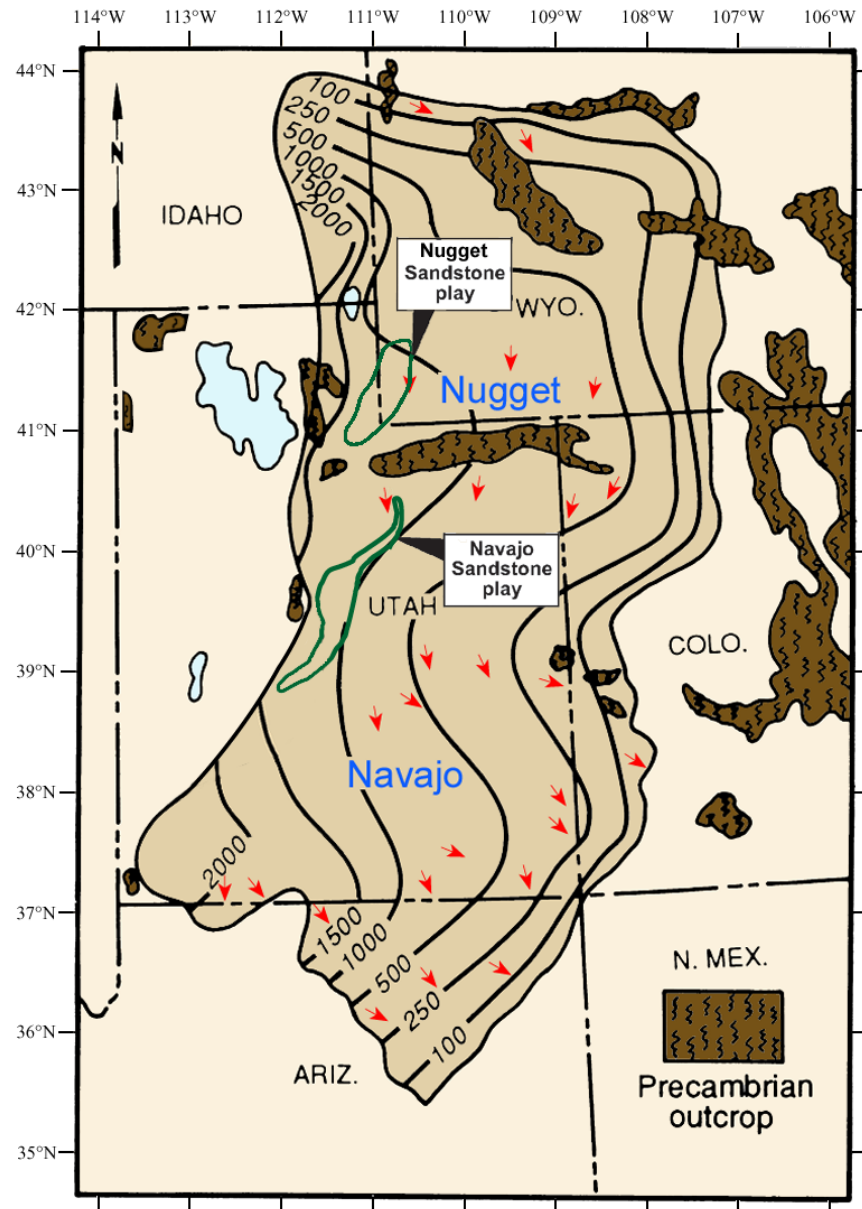 114°W 113°W 112°W 111°W 110°W 109°W 108°W 107°W 106°W
44°N
43°N
42°N
41°N
40°N
39°N
38°N
37°N
36°N
35°N
N
100
250
500
1000
1500
2000
IDAHO
Nugget
Sandstone
play
WYO.
Nugget
Navajo
Sandstone
play
UTAH
COLO.
Navajo
2000
1500
1000
500
250
100
N. MEX.
ARIZ.
Precambrian
outcrop